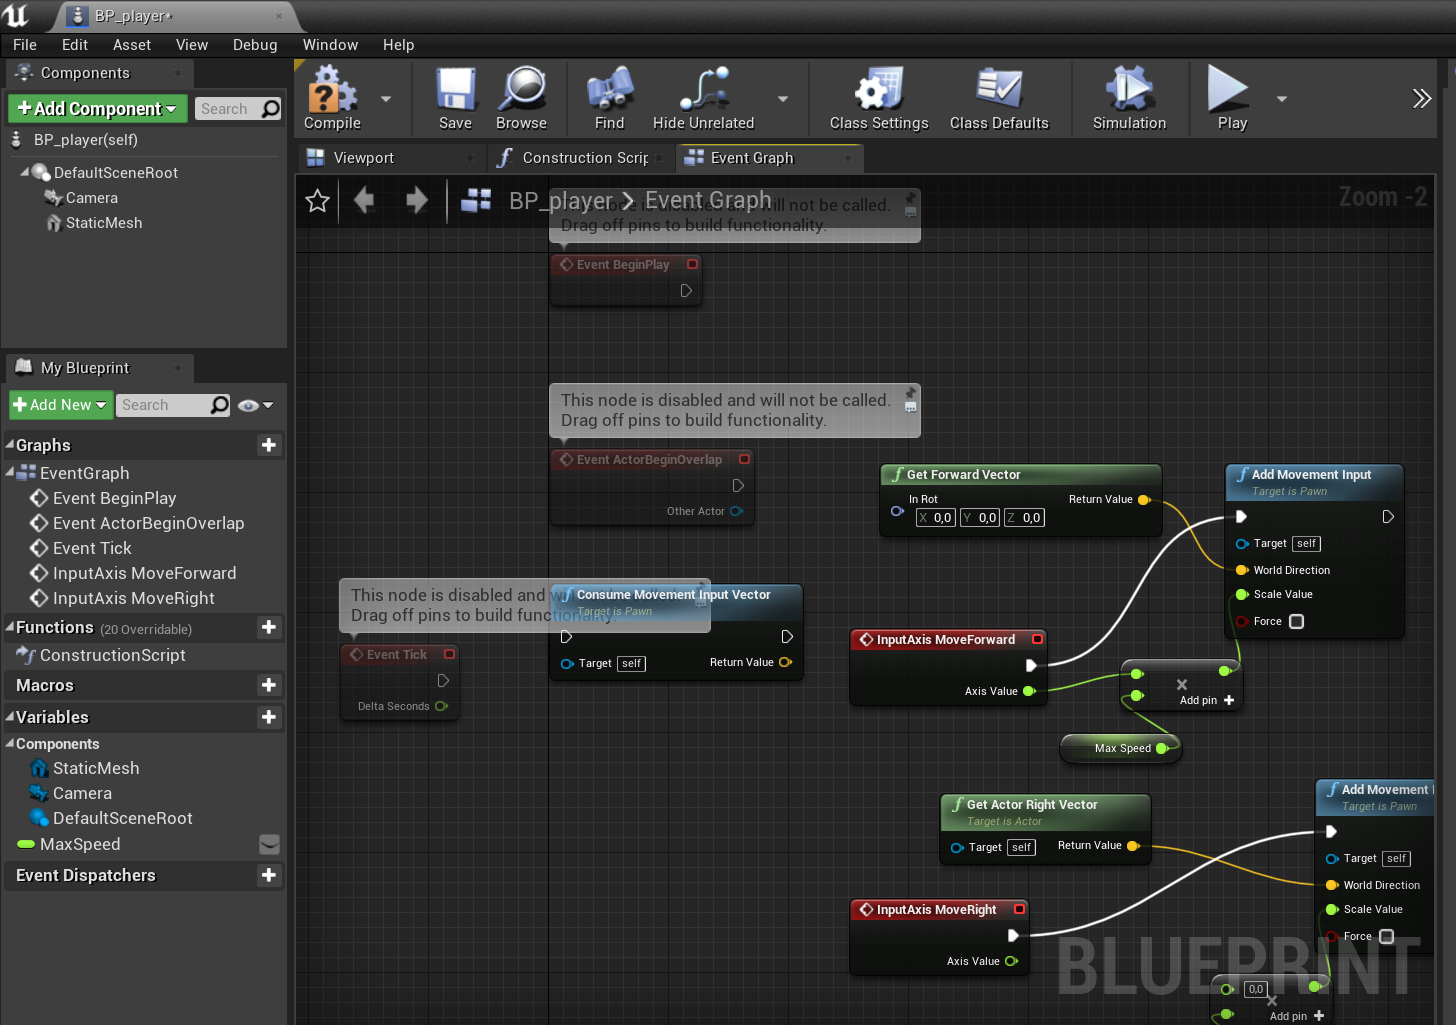 BP_player*
File Edit Asset View Debug Window Help
Components
Add Component
Search
BP_player(self)
DefaultSceneRoot
Camera
StaticMesh
My Blueprint
Add New
Search
Graphs
EventGraph
Event BeginPlay
Event ActorBeginOverlap
Event Tick
InputAxis MoveForward
InputAxis MoveRight
Functions (20 Overridable)
ConstructionScript
Macros
Variables
Components
StaticMesh
Camera
DefaultSceneRoot
MaxSpeed
Event Dispatchers
Compile
Save
Browse
Find
Hide Unrelated
Class Settings
Class Defaults
Simulation
Play
Viewport
Construction Scrip
Event Graph
BP_player > Event Graph
Zoom -2
This node is disabled and will not be called.
Drag off pins to build functionality.
Event BeginPlay
This node is disabled and will not be called.
Drag off pins to build functionality.
Event ActorBeginOverlap
Other Actor
This node is disabled and w
Drag off pins to build functionality.
Event Tick
Delta Seconds
Consume Movement Input Vector
Target is Pawn
Target self
Return Value
Get Forward Vector
In Rot
X 0,0 Y 0,0 Z 0,0
Return Value
Add Movement Input
Target is Pawn
Target self
World Direction
Scale Value
Force
InputAxis MoveForward
Axis Value
Add pin
Max Speed
Get Actor Right Vector
Target is Actor
Target self
Return Value
Add Movement I
Target is Pawn
Target self
World Direction
Scale Value
Force
InputAxis MoveRight
Axis Value
0,0
Add pin
BLUEPRINT